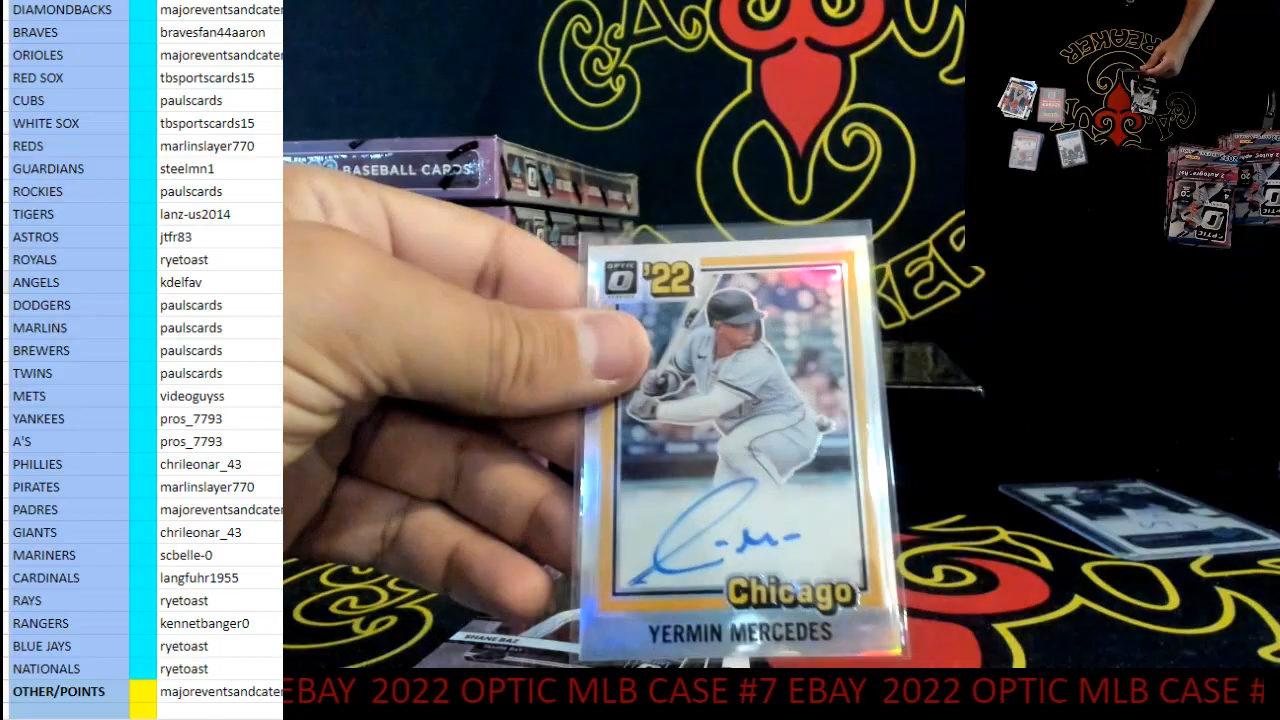 DIAMONDBACKS majoreventsandcater
BRAVES bravesfan44aaron
ORIOLES majoreventsandcater
RED SOX tbsportscards15
CUBS paulscards
WHITE SOX tbsportscards15
REDS marlinslayer770
GUARDIANS steelmn1
ROCKIES paulscards
TIGERS lanz-us2014
ASTROS jtfr83
ROYALS ryetoast
ANGELS kdelfav
DODGERS paulscards
MARLINS paulscards
BREWERS paulscards
TWINS paulscards
METS videoguyss
YANKEES pros_7793
A'S pros_7793
PHILLIES chrileonar_43
PIRATES marlinslayer770
PADRES majoreventsandcater
GIANTS chrileonar_43
MARINERS scbelle-0
CARDINALS langfuhr1955
RAYS ryetoast
RANGERS kennetbanger0
BLUE JAYS ryetoast
NATIONALS ryetoast
OTHER/POINTS majoreventsandcater
BASEBALL CARDS
OPTIC
'22
Chicago
YERMIN MERCEDES
SHANE BAZ
EBAY 2022 OPTIC MLB CASE #7 EBAY 2022 OPTIC MLB CASE #